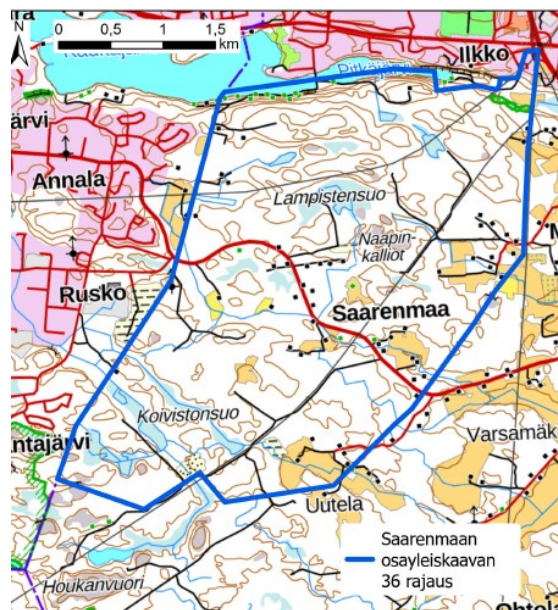 N
0 0,5 1 1,5
km
Ilkko
Pitkäjärvi
järvi
Annala
Lampistensuo
Naapin-
kalliot
Rusko
Saarenmaa
Koivistonsuo
ntajärvi
Varsamäk
Uutela
Houkanvuori
Saarenmaan
osayleiskaavan
36 rajaus